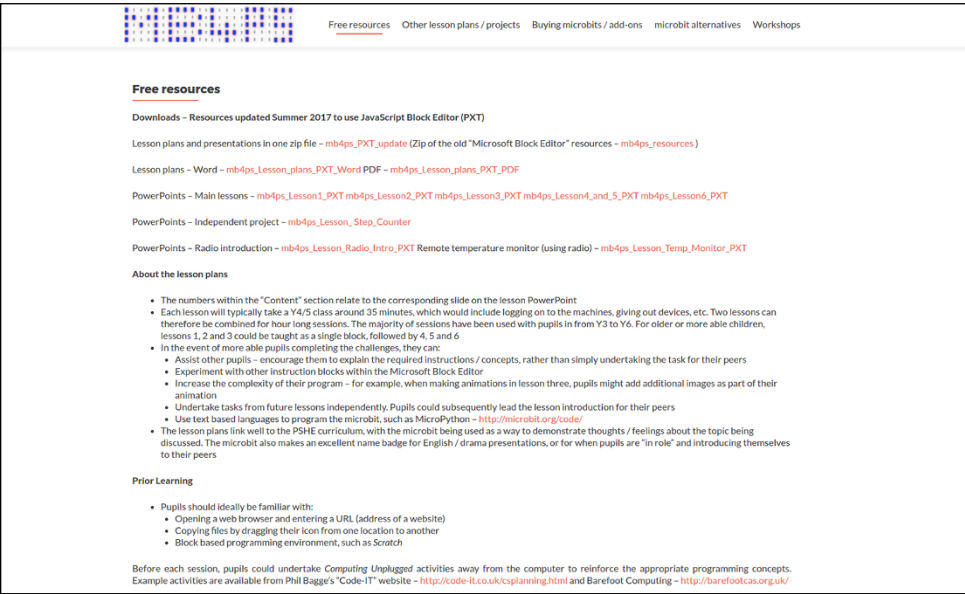 Free resources Other lesson plans / projects Buying microbits / add-ons microbit alternatives Workshops
Free resources
Downloads – Resources updated Summer 2017 to use JavaScript Block Editor (PXT)
Lesson plans and presentations in one zip file – mb4ps_PXT_update (Zip of the old "Microsoft Block Editor" resources – mb4ps_resources )
Lesson plans – Word – mb4ps_Lesson_plans_PXT_Word PDF – mb4ps_Lesson_plans_PXT_PDF
PowerPoints – Main lessons – mb4ps_Lesson1_PXT mb4ps_Lesson2_PXT mb4ps_Lesson3_PXT mb4ps_Lesson4_and_5_PXT mb4ps_Lesson6_PXT
PowerPoints – Independent project – mb4ps_Lesson_ Step_Counter
PowerPoints – Radio introduction – mb4ps_Lesson_Radio_Intro_PXT Remote temperature monitor (using radio) – mb4ps_Lesson_Temp_Monitor_PXT
About the lesson plans
• The numbers within the "Content" section relate to the corresponding slide on the lesson PowerPoint
• Each lesson will typically take a Y4/5 class around 35 minutes, which would include logging on to the machines, giving out devices, etc. Two lessons can
therefore be combined for hour long sessions. The majority of sessions have been used with pupils in from Y3 to Y6. For older or more able children,
lessons 1, 2 and 3 could be taught as a single block, followed by 4, 5 and 6
• In the event of more able pupils completing the challenges, they can:
• Assist other pupils – encourage them to explain the required instructions / concepts, rather than simply undertaking the task for their peers
• Experiment with other instruction blocks within the Microsoft Block Editor
• Increase the complexity of their program – for example, when making animations in lesson three, pupils might add additional images as part of their
animation
• Undertake tasks from future lessons independently. Pupils could subsequently lead the lesson introduction for their peers
• Use text based languages to program the microbit, such as MicroPython – http://microbit.org/code/
• The lesson plans link well to the PSHE curriculum, with the microbit being used as a way to demonstrate thoughts / feelings about the topic being
discussed. The microbit also makes an excellent name badge for English / drama presentations, or for when pupils are "in role" and introducing themselves
to their peers
Prior Learning
• Pupils should ideally be familiar with:
• Opening a web browser and entering a URL (address of a website)
• Copying files by dragging their icon from one location to another
• Block based programming environment, such as Scratch
Before each session, pupils could undertake Computing Unplugged activities away from the computer to reinforce the appropriate programming concepts.
Example activities are available from Phil Bagge's "Code-IT" website – http://code-it.co.uk/csplanning.html and Barefoot Computing – http://barefootcas.org.uk/